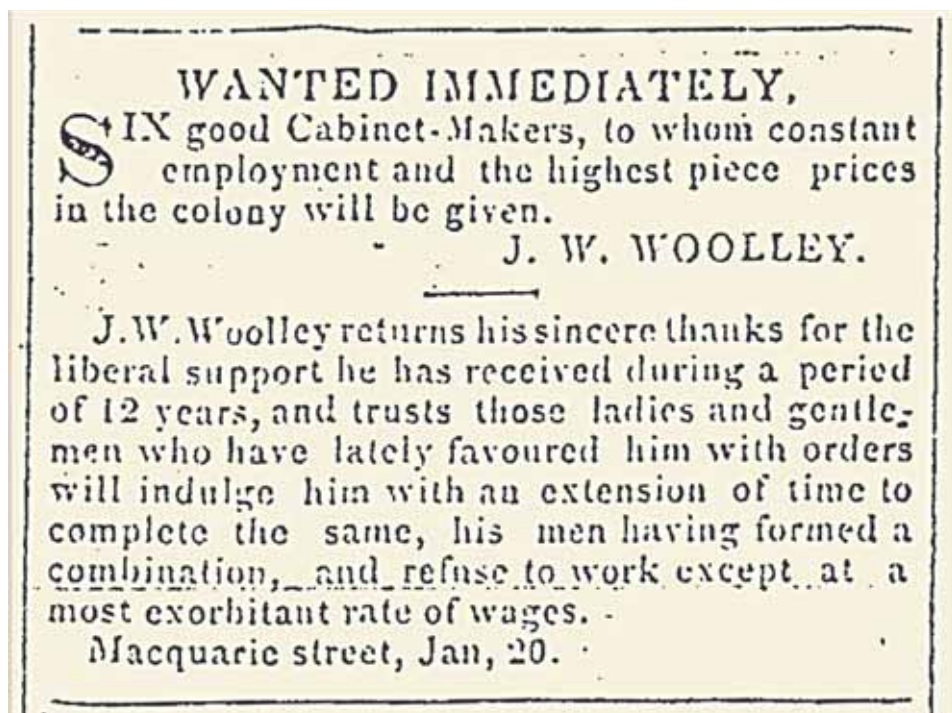 WANTED IMMEDIATELY,
SIX good Cabinet-Makers, to whom constant
employment and the highest piece prices
in the colony will be given.
J. W. WOOLLEY.
J.W.Woolley returns his sincere thanks for the
liberal support he has received during a period
of 12 years, and trusts those ladies and gentle-
men who have lately favoured him with orders
will indulge him with an extension of time to
complete the same, his men having formed a
combination, and refuse to work except at a
most exorbitant rate of wages.
Macquarie street, Jan, 20.